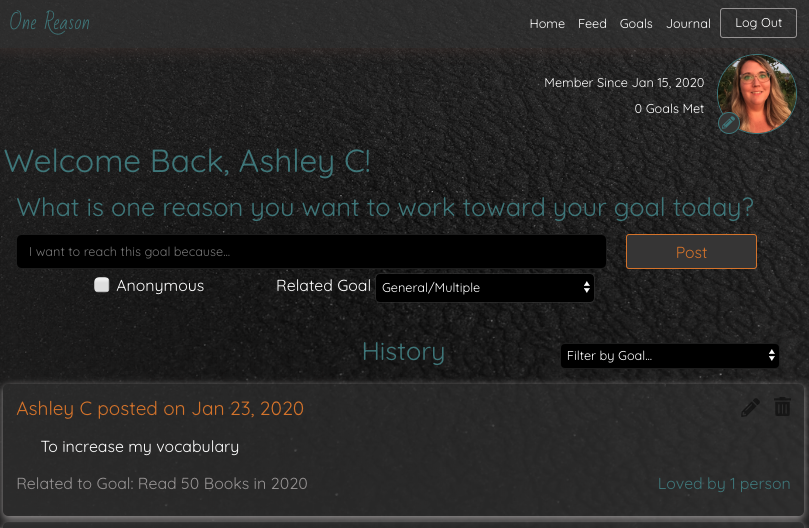 One Reason
Home Feed Goals Journal Log Out
Member Since Jan 15, 2020
0 Goals Met
Welcome Back, Ashley C!
What is one reason you want to work toward your goal today?
I want to reach this goal because...
Post
Anonymous
Related Goal
General/Multiple
History
Filter by Goal...
Ashley C posted on Jan 23, 2020
To increase my vocabulary
Related to Goal: Read 50 Books in 2020
Loved by 1 person